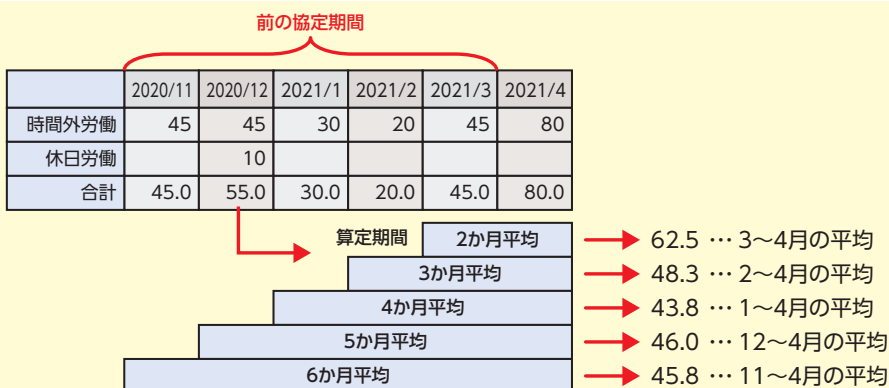 前の協定期間
2020/11 2020/12 2021/1 2021/2 2021/3 2021/4
時間外労働 45 45 30 20 45 80
休日労働 10
合計 45.0 55.0 30.0 20.0 45.0 80.0
算定期間 2か月平均 62.5 … 3〜4月の平均
3か月平均 48.3 … 2〜4月の平均
4か月平均 43.8 … 1〜4月の平均
5か月平均 46.0 … 12〜4月の平均
6か月平均 45.8 … 11〜4月の平均